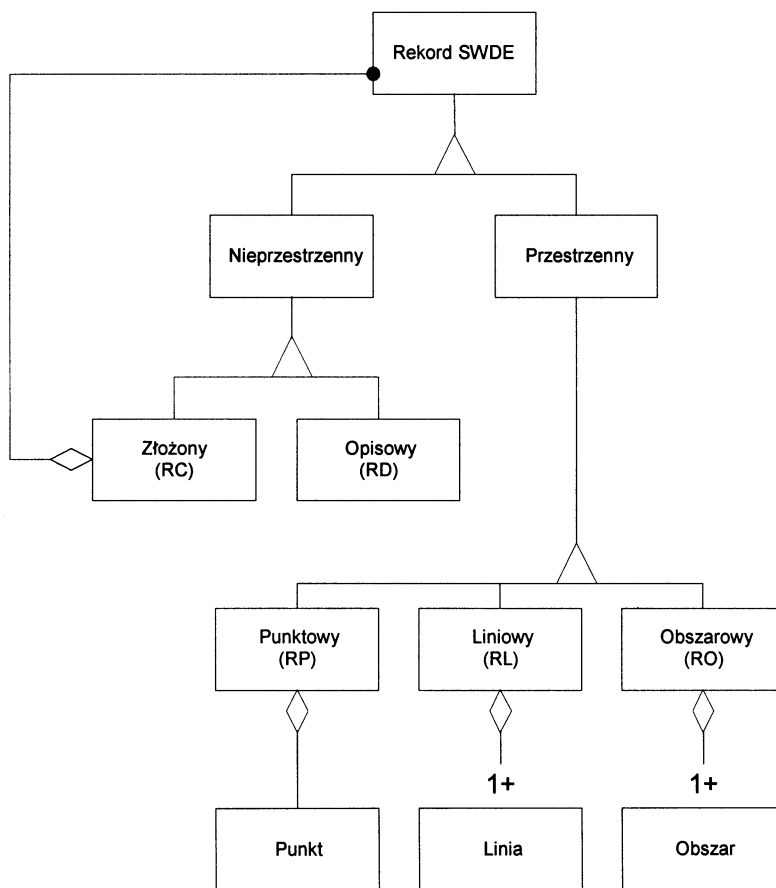 Rekord SWDE
Nieprzestrzenny
Przestrzenny
Złożony
(RC)
Opisowy
(RD)
Punktowy
(RP)
Liniowy
(RL)
Obszarowy
(RO)
1+
1+
Punkt
Linia
Obszar